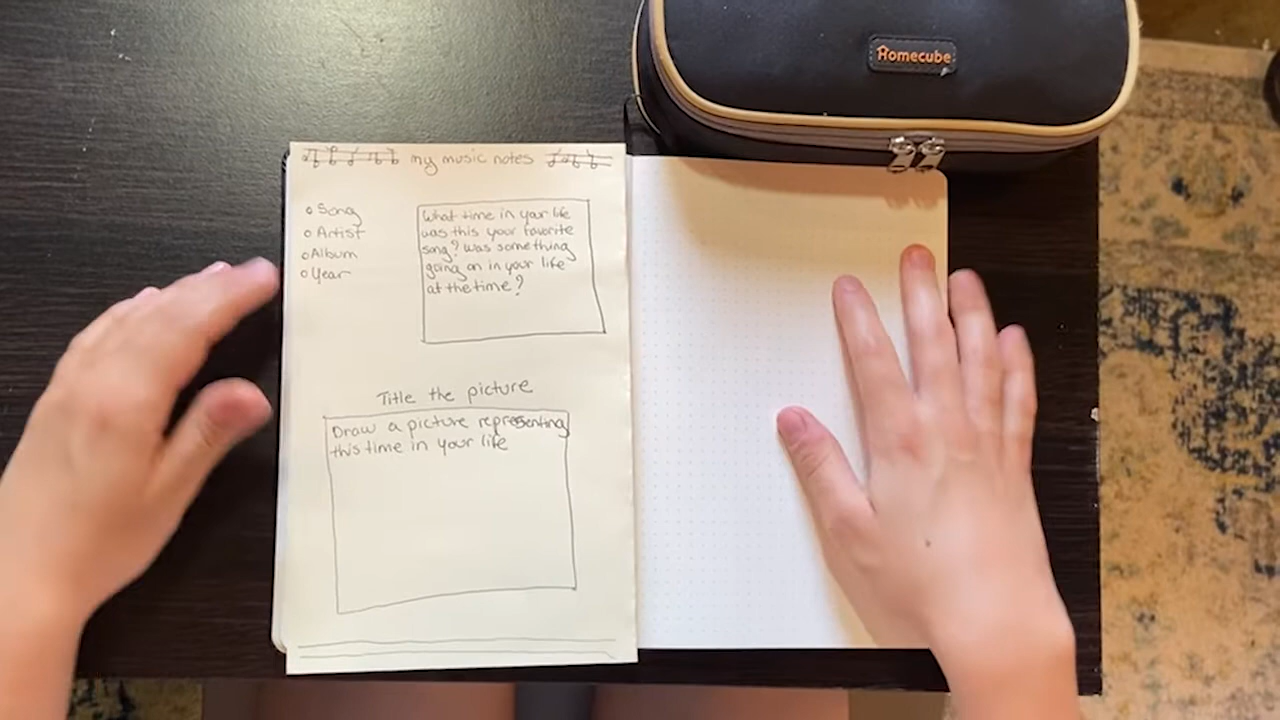 Homecube
my music notes
Song
Artist
Album
Year
What time in your life
was this your favorite
song? Was something
going on in your life
at the time?
Title the picture
Draw a picture representing
this time in your life